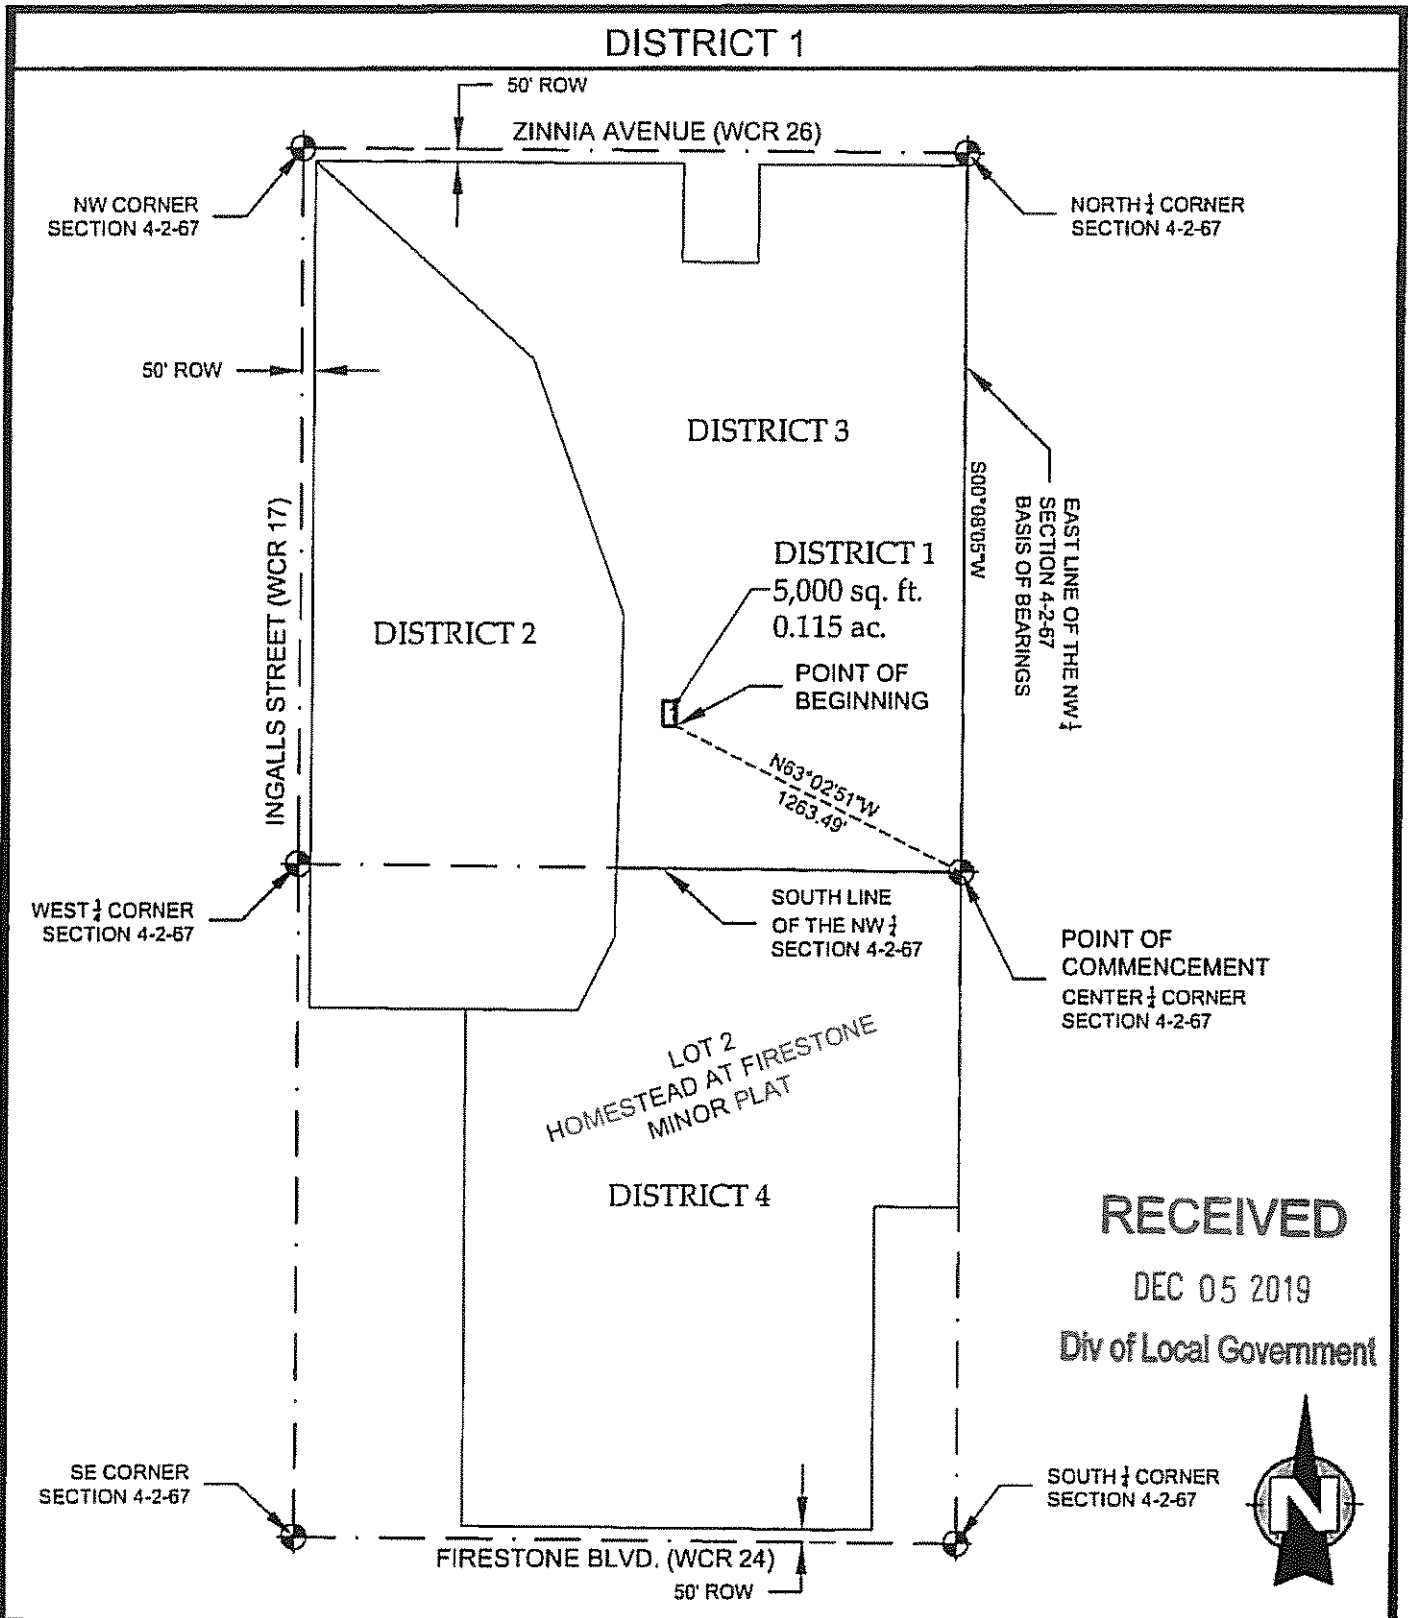 DISTRICT 1
50' ROW
ZINNIA AVENUE (WCR 26)
NW CORNER
SECTION 4-2-67
NORTH ¼ CORNER
SECTION 4-2-67
50' ROW
DISTRICT 3
S00°08'05"W
EAST LINE OF THE NW ¼
SECTION 4-2-67
BASIS OF BEARINGS
INGALLS STREET (WCR 17)
DISTRICT 1
5,000 sq. ft.
0.115 ac.
DISTRICT 2
POINT OF
BEGINNING
N63°02'51"W
1263.49'
WEST ¼ CORNER
SECTION 4-2-67
SOUTH LINE
OF THE NW ¼
SECTION 4-2-67
POINT OF
COMMENCEMENT
CENTER ¼ CORNER
SECTION 4-2-67
LOT 2
HOMESTEAD AT FIRESTONE
MINOR PLAT
DISTRICT 4
RECEIVED
DEC 05 2019
Div of Local Government
SE CORNER
SECTION 4-2-67
SOUTH ¼ CORNER
SECTION 4-2-67
N
FIRESTONE BLVD. (WCR 24)
50' ROW